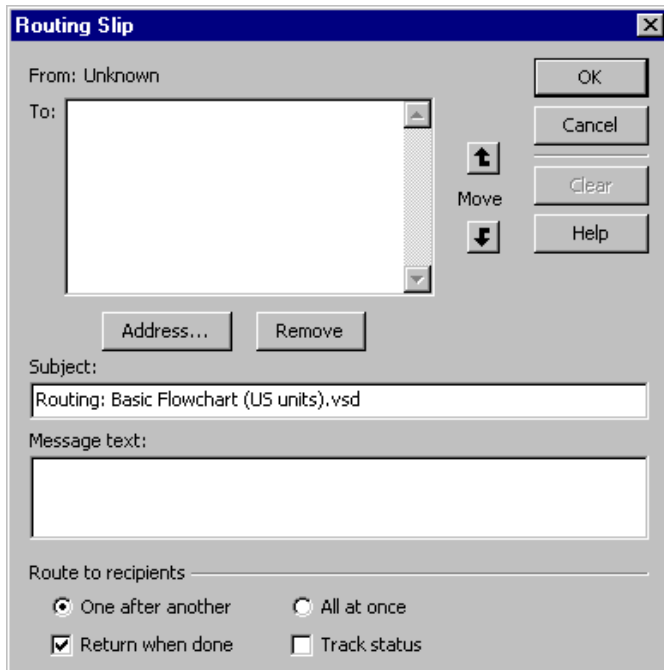 Routing Slip
From: Unknown
OK
To:
Cancel
Move
Clear
Help
Address...
Remove
Subject:
Routing: Basic Flowchart (US units).vsd
Message text:
Route to recipients
One after another
All at once
Return when done
Track status